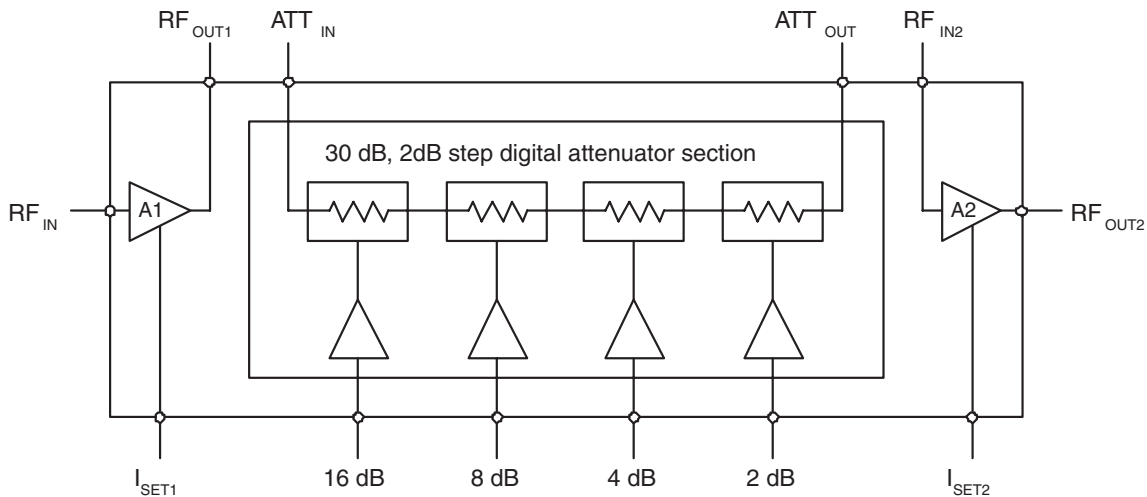 RF OUT1 ATT IN ATT OUT RF IN2
30 dB, 2dB step digital attenuator section
RF IN A1 A2 RF OUT2
I SET1 16 dB 8 dB 4 dB 2 dB I SET2